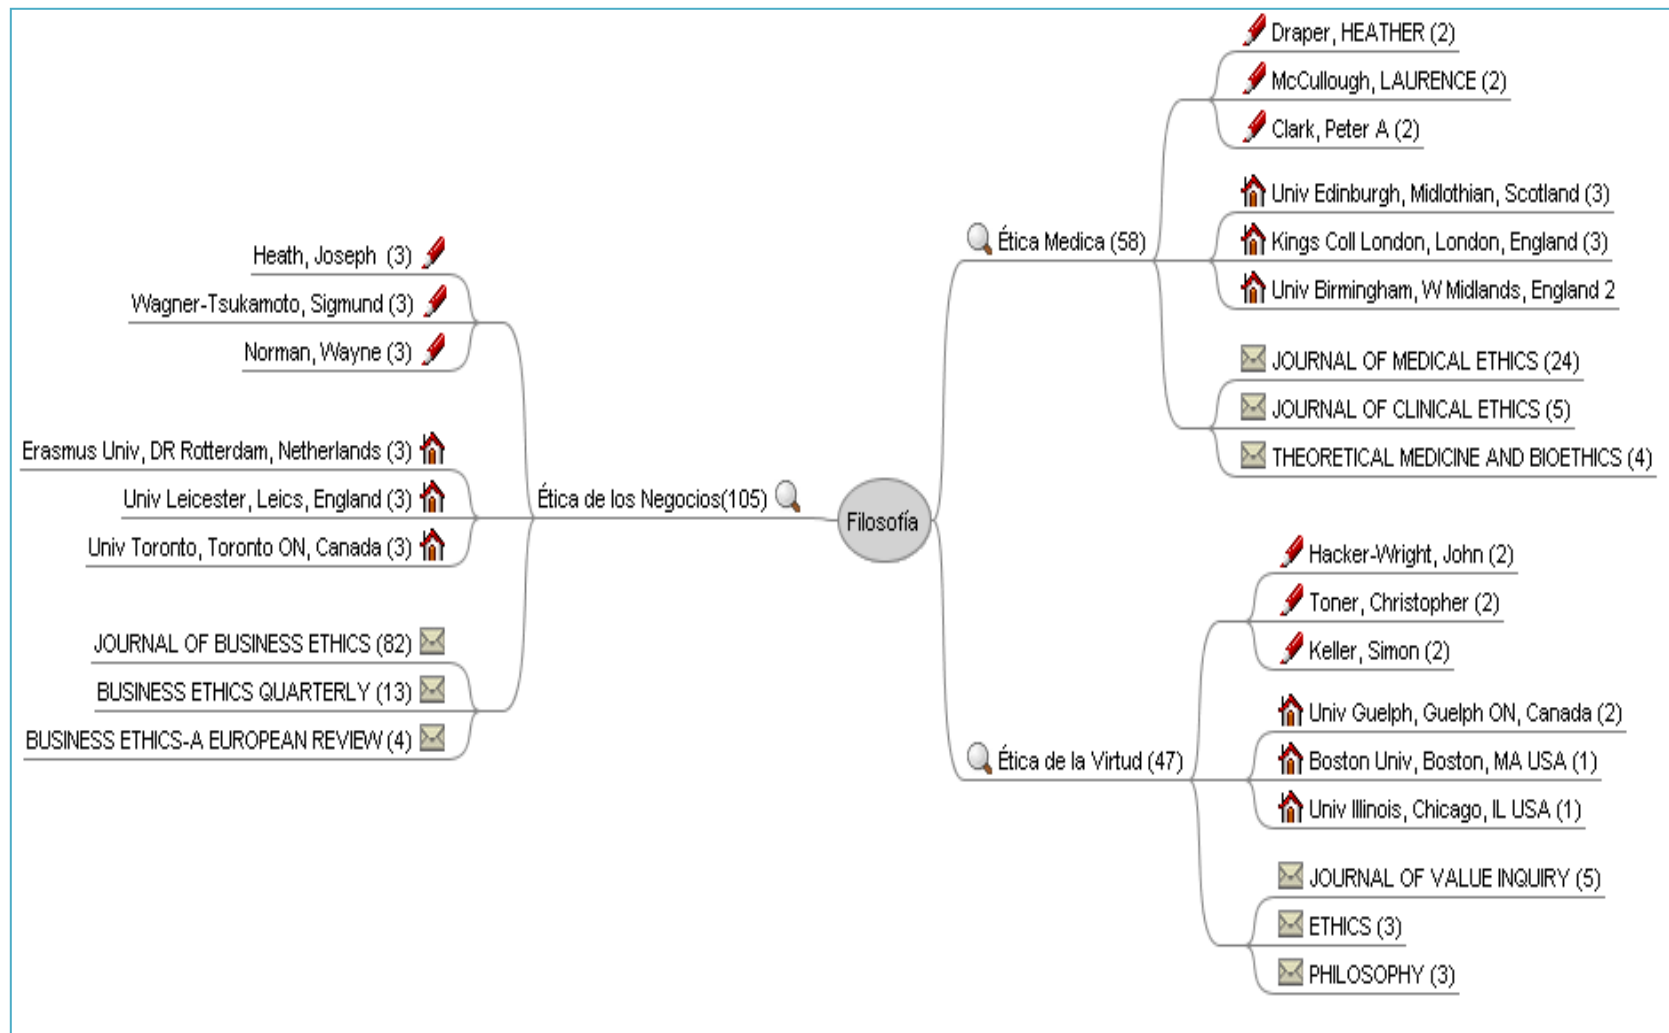 Filosofía
Ética de los Negocios(105)
Heath, Joseph (3)
Wagner-Tsukamoto, Sigmund (3)
Norman, Wayne (3)
Erasmus Univ, DR Rotterdam, Netherlands (3)
Univ Leicester, Leics, England (3)
Univ Toronto, Toronto ON, Canada (3)
JOURNAL OF BUSINESS ETHICS (82)
BUSINESS ETHICS QUARTERLY (13)
BUSINESS ETHICS-A EUROPEAN REVIEW (4)
Ética Medica (58)
Draper, HEATHER (2)
McCullough, LAURENCE (2)
Clark, Peter A (2)
Univ Edinburgh, Midlothian, Scotland (3)
Kings Coll London, London, England (3)
Univ Birmingham, W Midlands, England 2
JOURNAL OF MEDICAL ETHICS (24)
JOURNAL OF CLINICAL ETHICS (5)
THEORETICAL MEDICINE AND BIOETHICS (4)
Ética de la Virtud (47)
Hacker-Wright, John (2)
Toner, Christopher (2)
Keller, Simon (2)
Univ Guelph, Guelph ON, Canada (2)
Boston Univ, Boston, MA USA (1)
Univ Illinois, Chicago, IL USA (1)
JOURNAL OF VALUE INQUIRY (5)
ETHICS (3)
PHILOSOPHY (3)